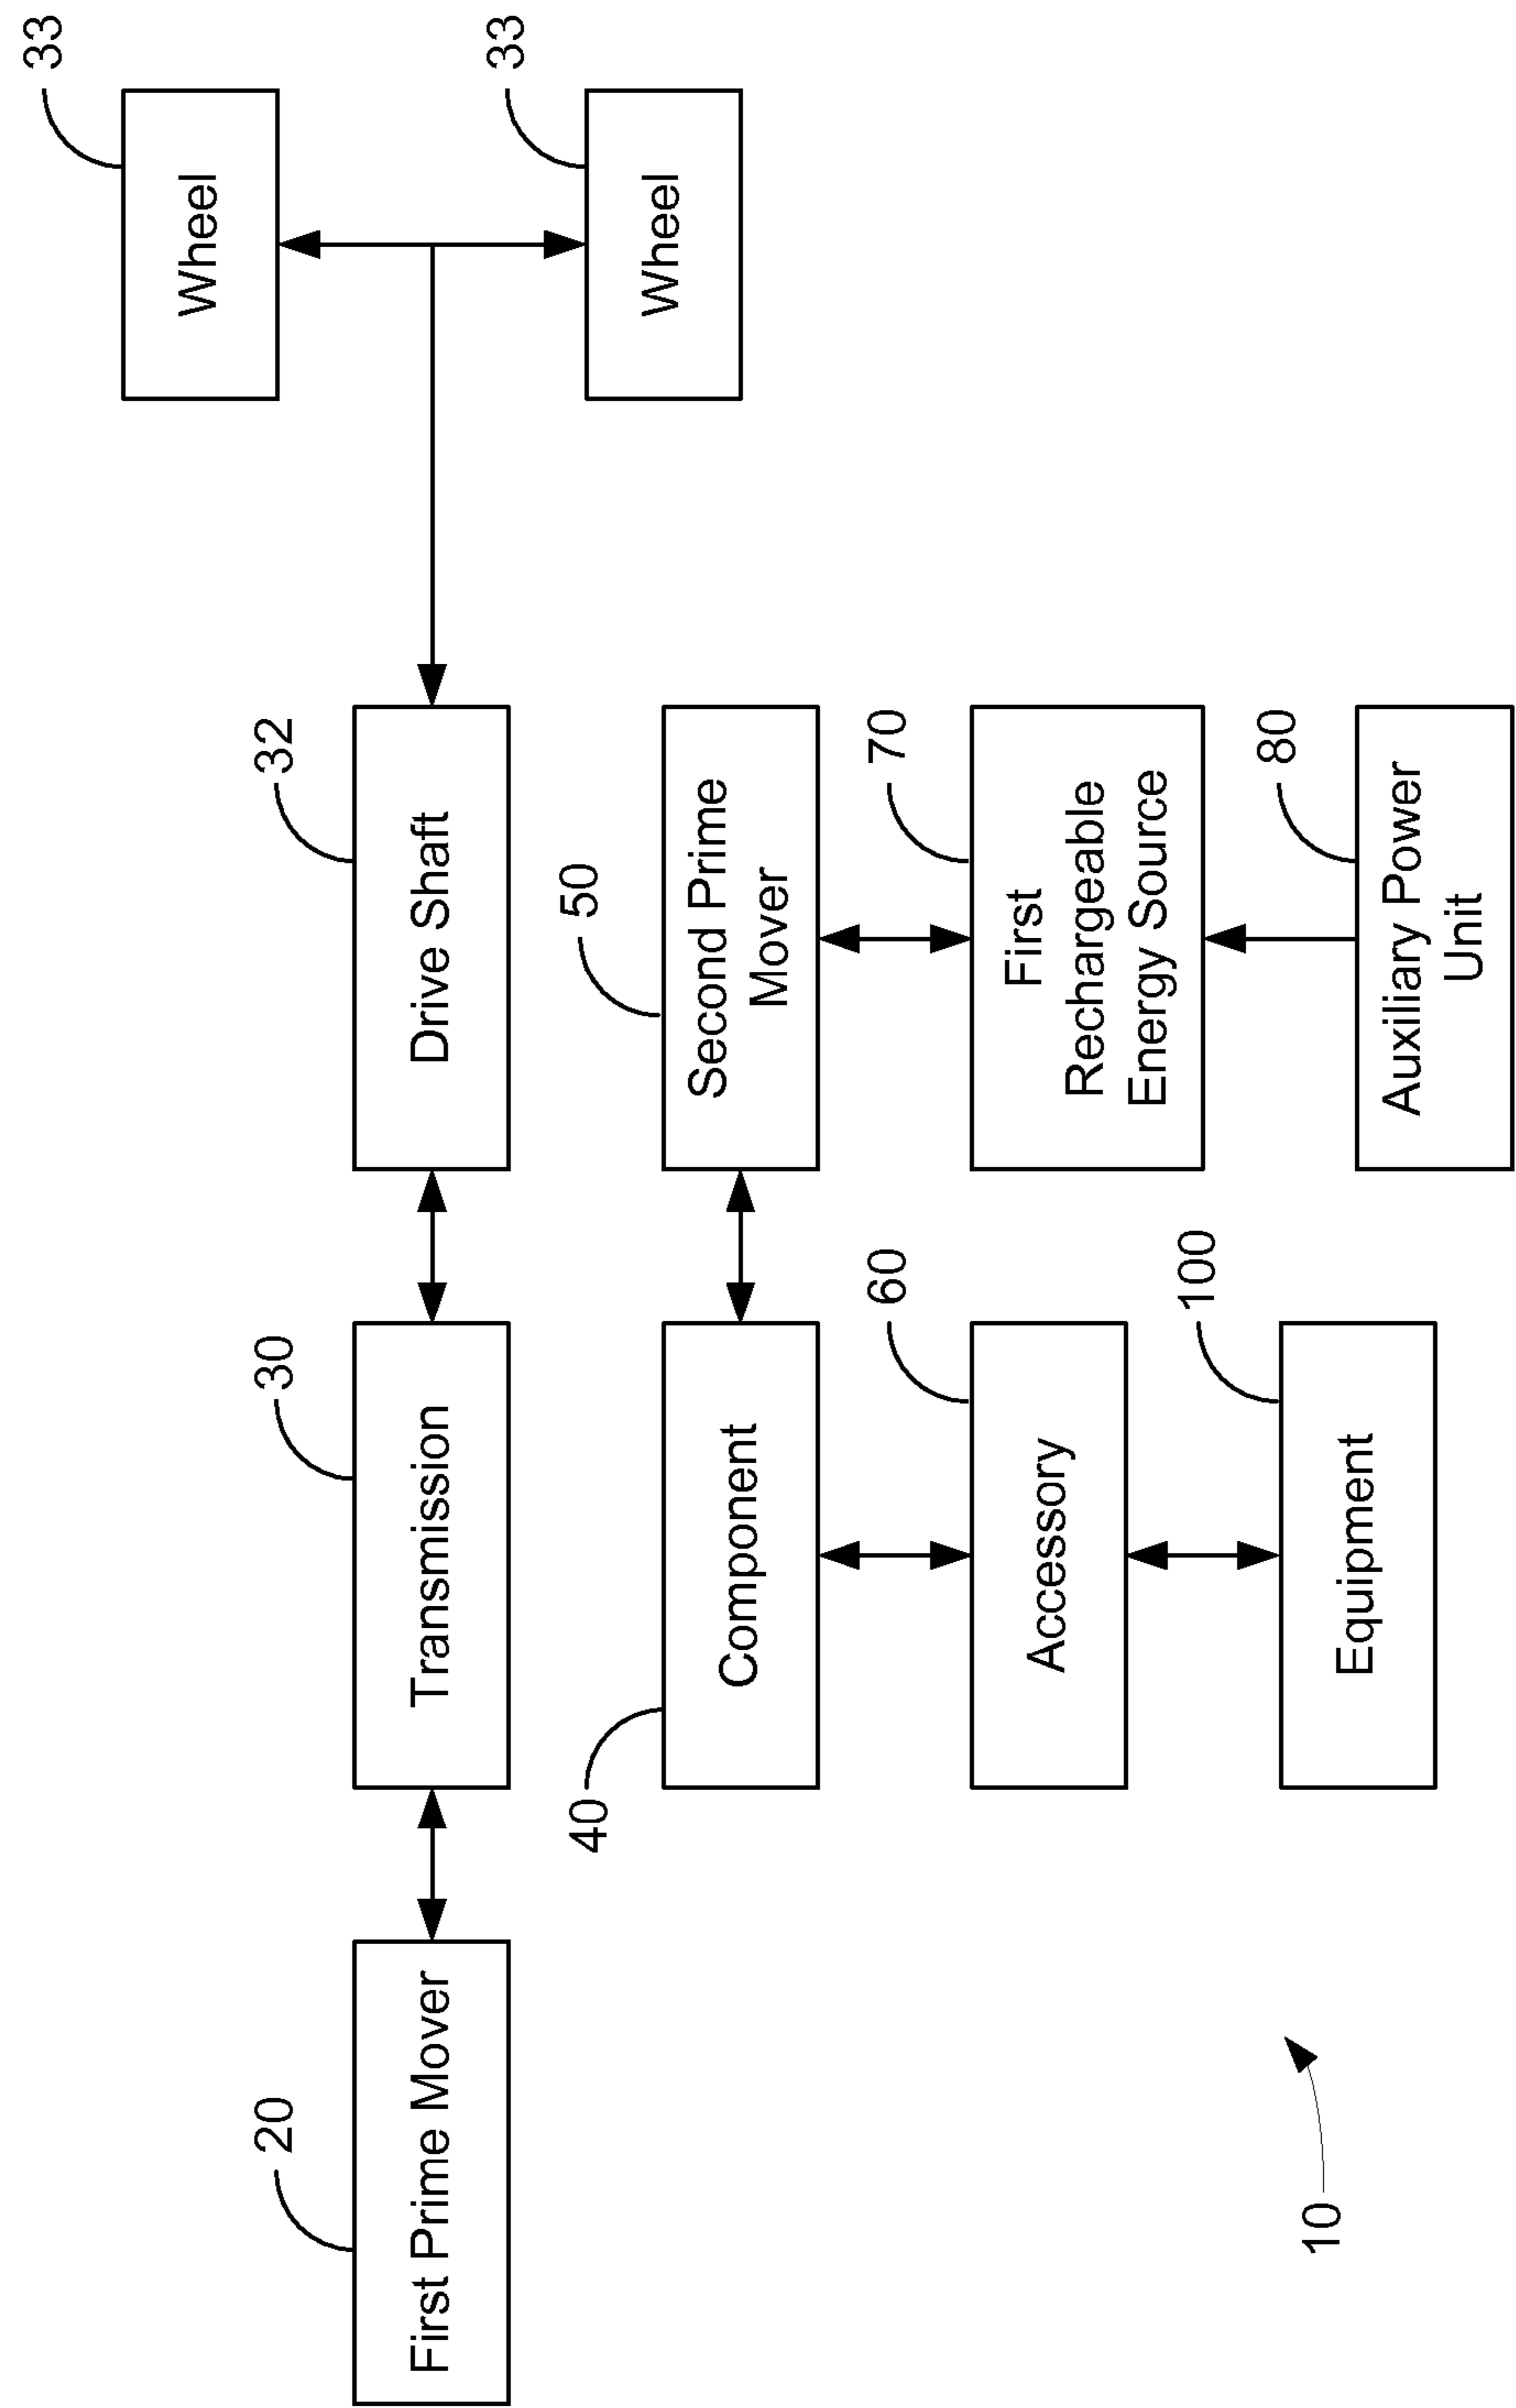 33
Wheel
33
Wheel
20
First Prime Mover
30
Transmission
32
Drive Shaft
40
Component
50
Second Prime
Mover
60
Accessory
70
First
Rechargeable
Energy Source
100
Equipment
80
Auxiliary Power
Unit
10